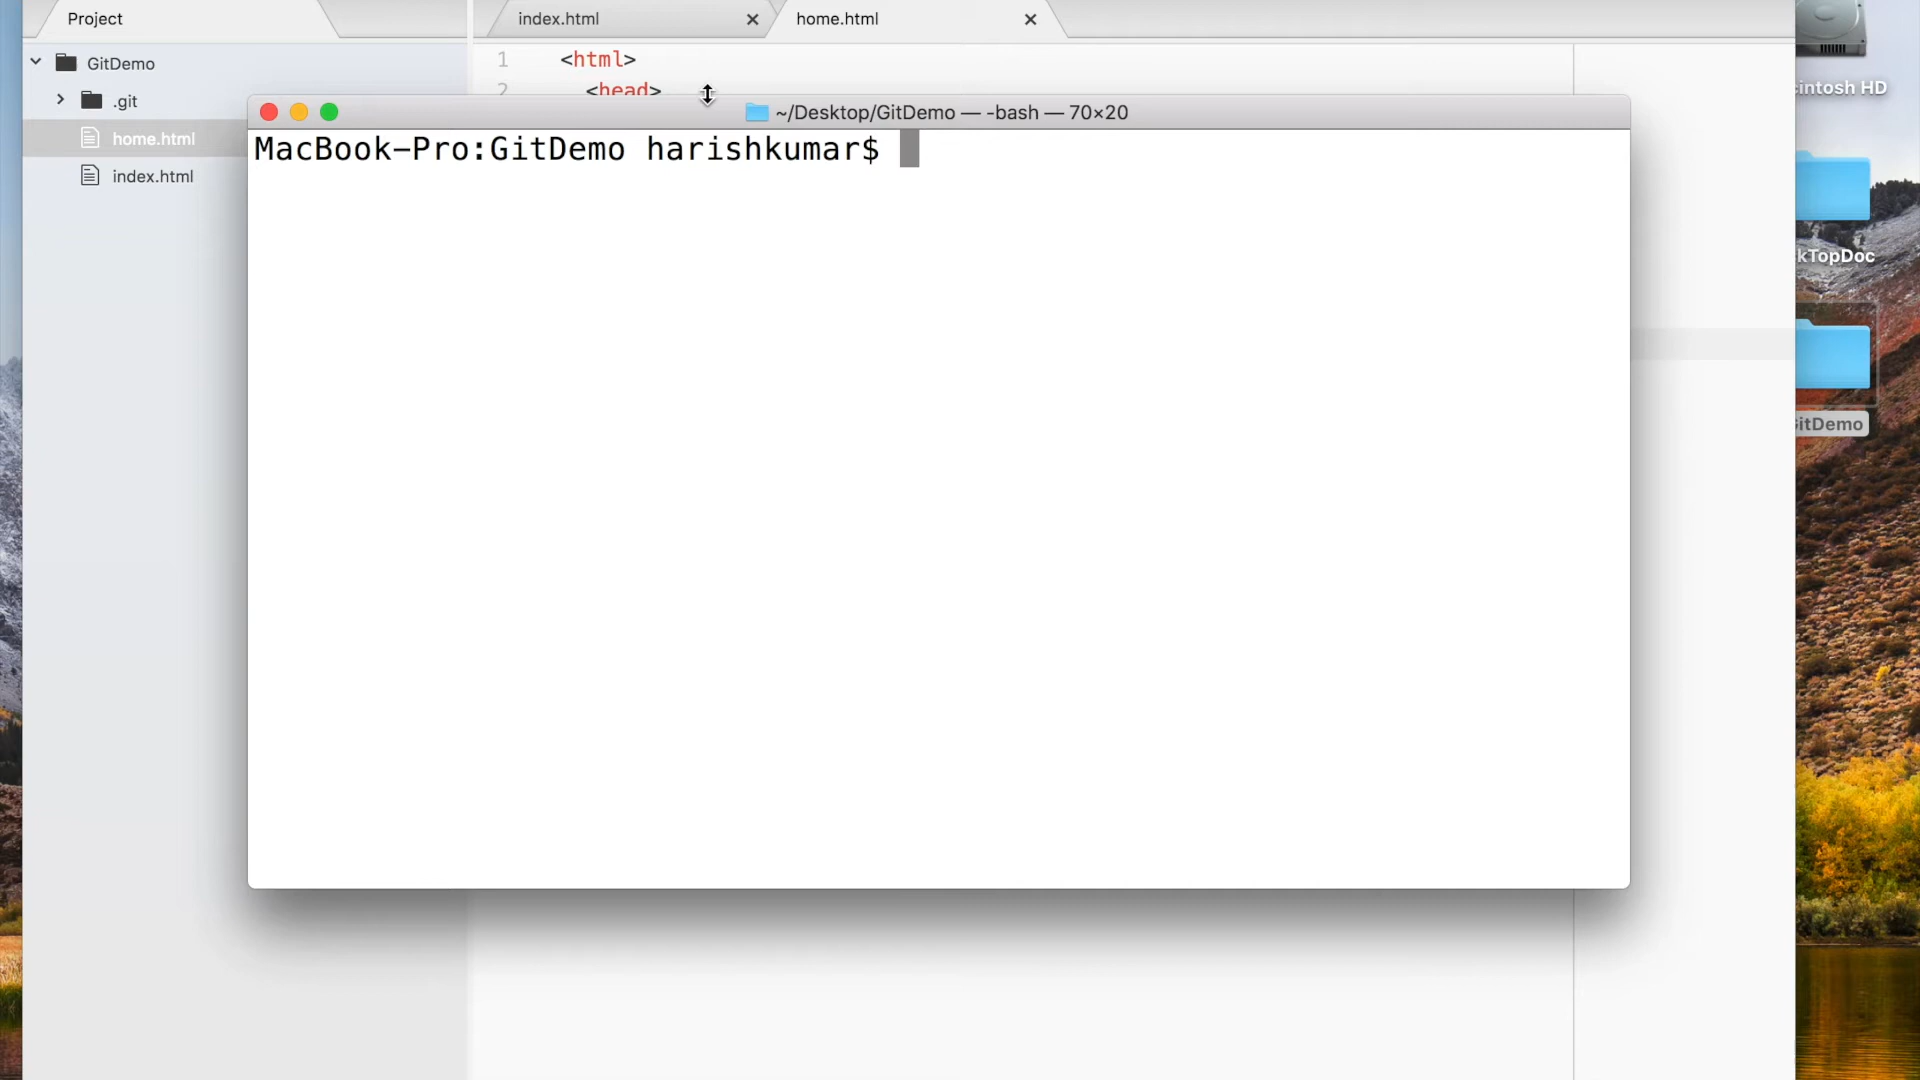 Project
index.html
home.html
GitDemo
1 <html>
.git
2 <head>
intosh HD
~/Desktop/GitDemo — -bash — 70×20
home.html
MacBook-Pro:GitDemo harishkumar$
index.html
kTopDoc
itDemo